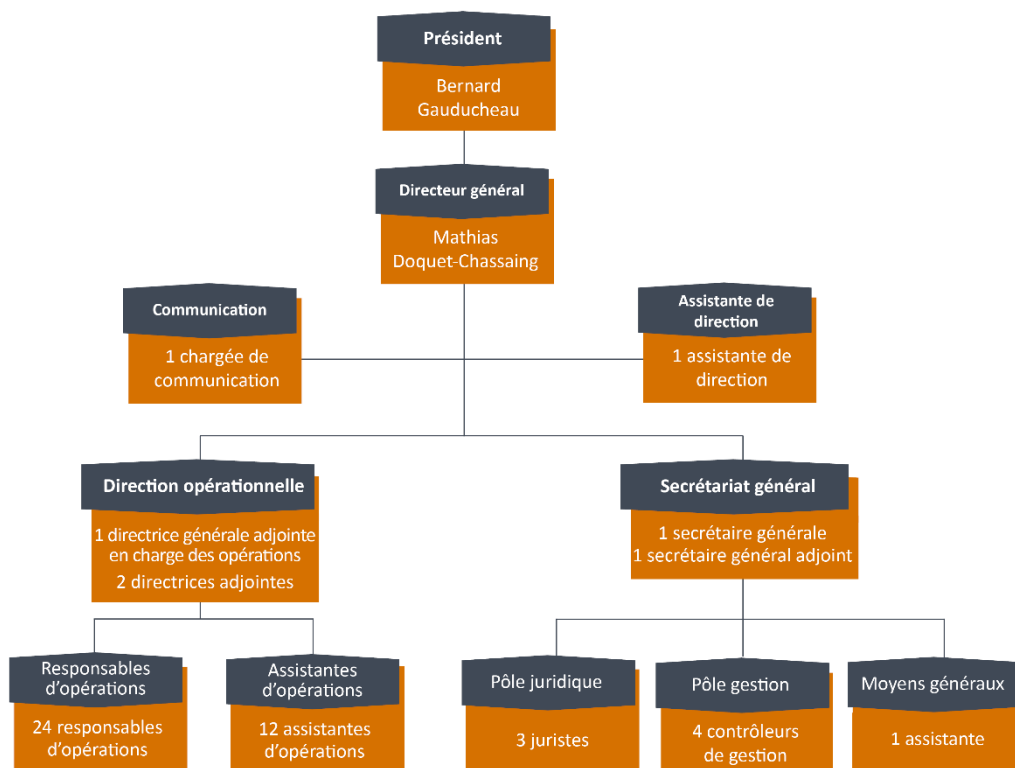 Président
Bernard
Gauducheau
Directeur général
Mathias
Doquet-Chassaing
Communication
1 chargée de
communication
Assistante de
direction
1 assistante de
direction
Direction opérationnelle
1 directrice générale adjointe
en charge des opérations
2 directrices adjointes
Secrétariat général
1 secrétaire générale
1 secrétaire général adjoint
Responsables
d'opérations
24 responsables
d'opérations
Assistantes
d'opérations
12 assistantes
d'opérations
Pôle juridique
3 juristes
Pôle gestion
4 contrôleurs
de gestion
Moyens généraux
1 assistante